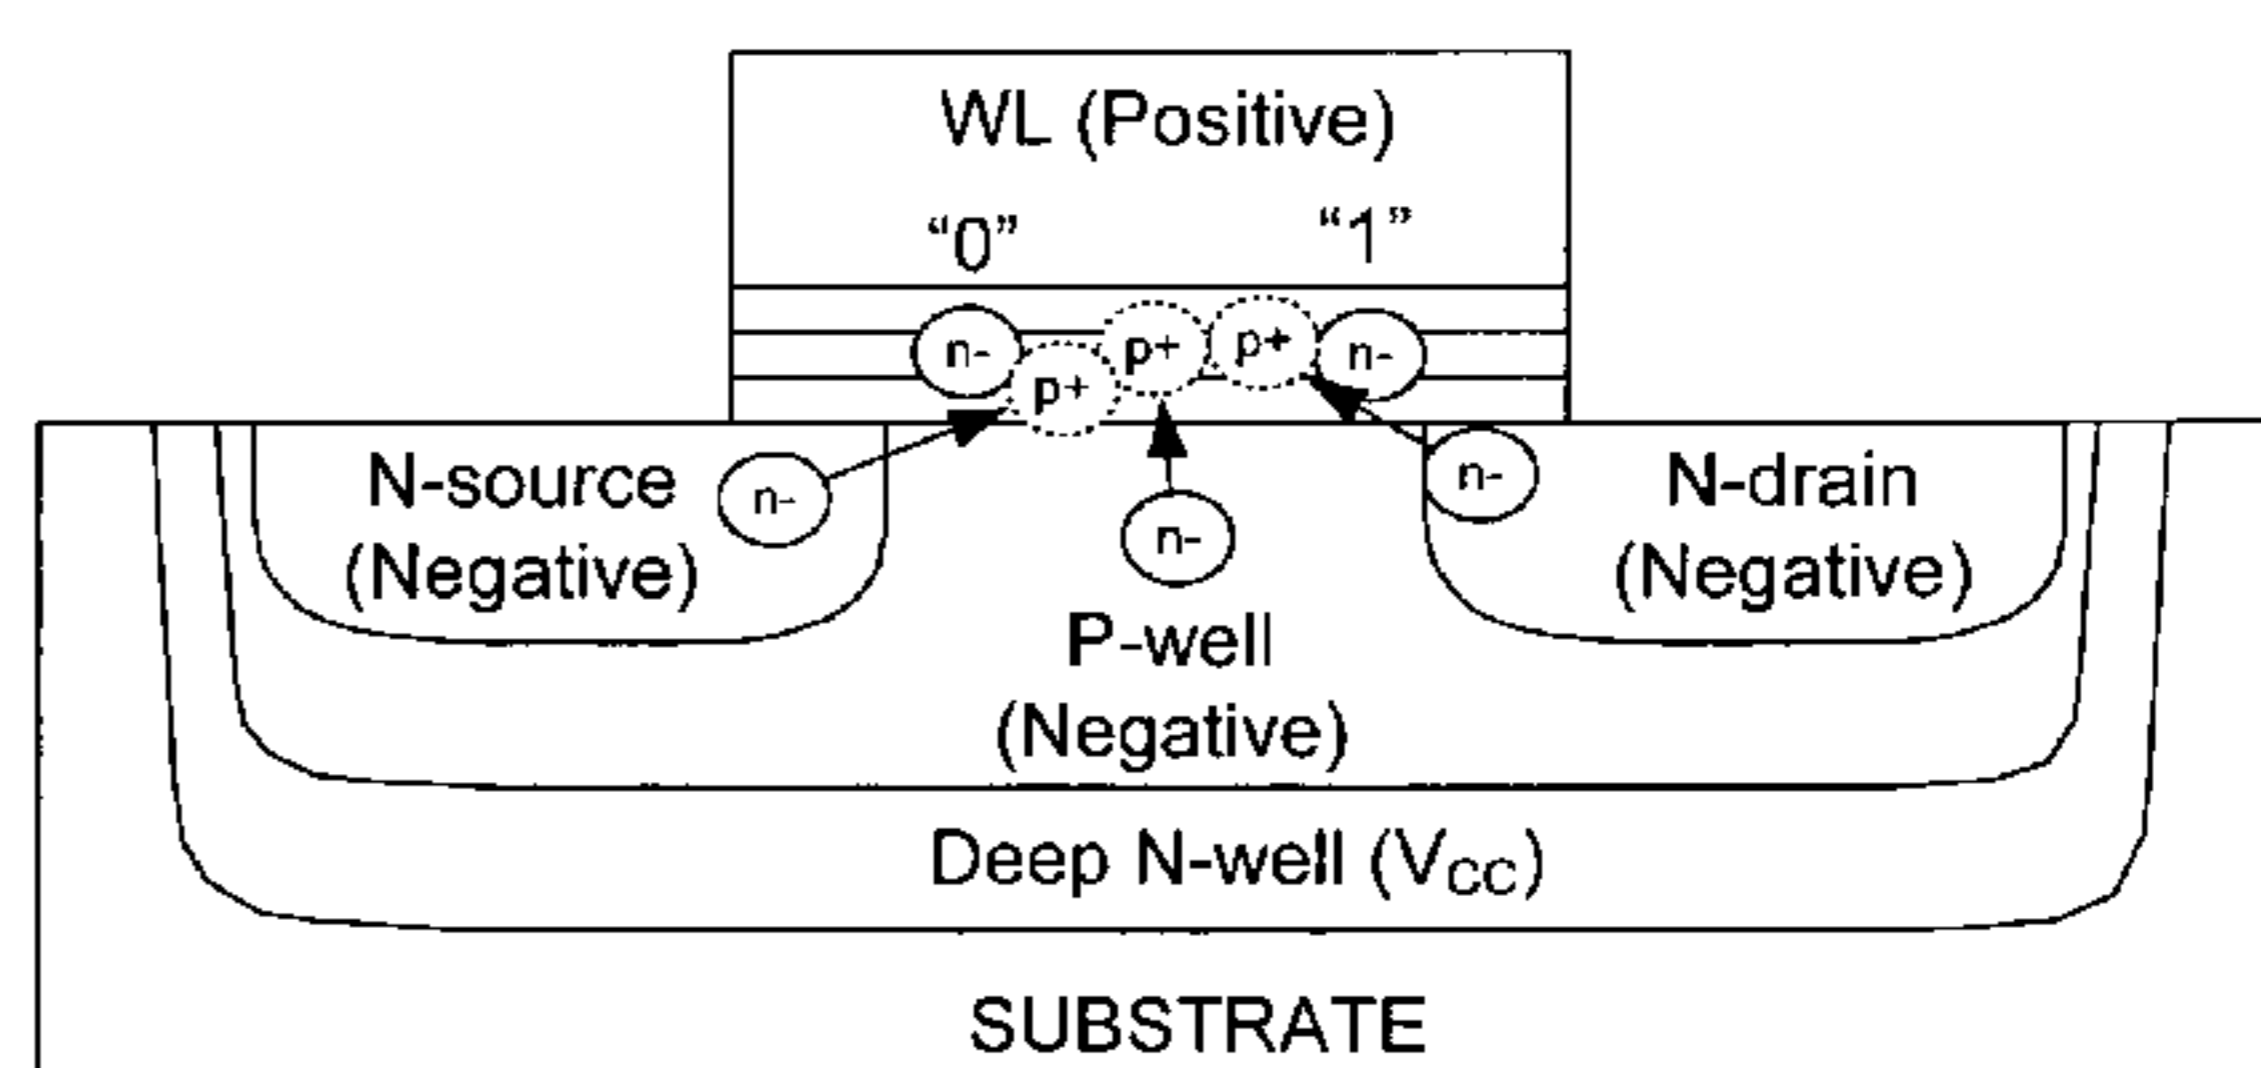 WL (Positive)
“0” “1”
n- p+ p+ p+ n-
N-source n- n- n- N-drain
(Negative) (Negative)
P-well
(Negative)
Deep N-well (VCC)
SUBSTRATE